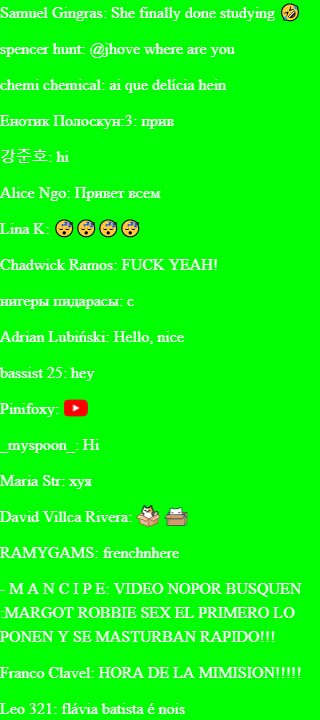 Samuel Gingras: She finally done studying 🤣
spencer hunt: @jhove where are you
chemi chemical: ai que delícia hein
Енотик Полоскун:3: прив
강준호: hi
Alice Ngo: Привет всем
Lina K: 😴😴😴😴
Chadwick Ramos: FUCK YEAH!
нигеры пидарасы: с
Adrian Lubiński: Hello, nice
bassist 25: hey
Pinifoxy:
_myspoon_: Hi
Maria Str: хуя
David Villca Rivera:
RAMYGAMS: frenchnhere
- M A N C I P E: VIDEO NOPOR BUSQUEN
:MARGOT ROBBIE SEX EL PRIMERO LO
PONEN Y SE MASTURBAN RAPIDO!!!
Franco Clavel: HORA DE LA MIMISION!!!!!
Leo 321: flávia batista é nois